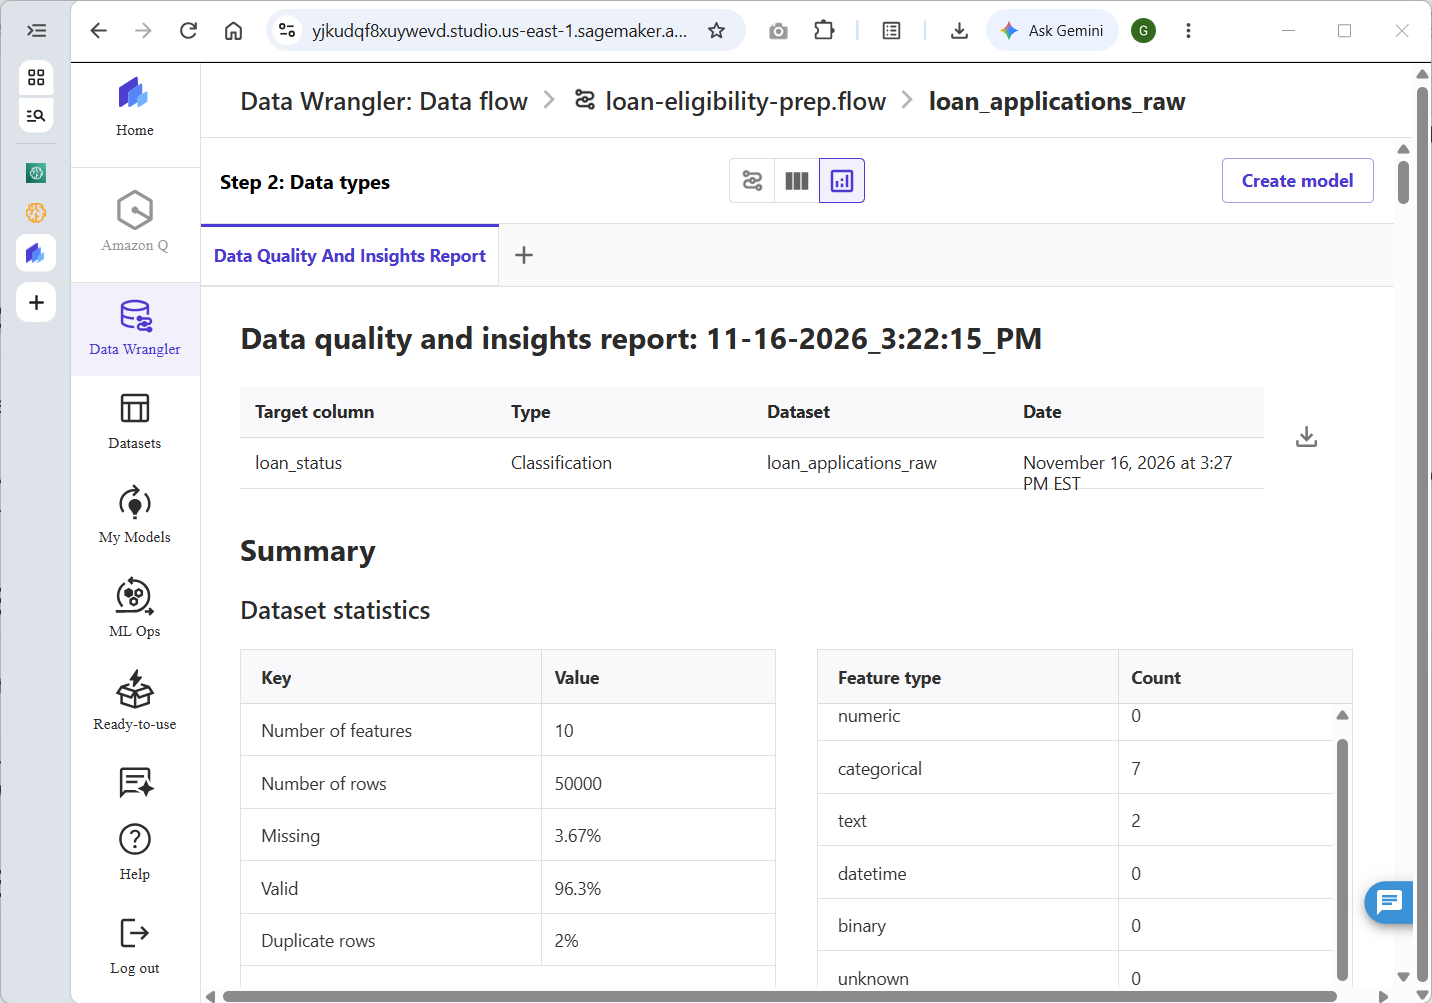 yjkudqf8xuywevd.studio.us-east-1.sagemaker.a...
Ask Gemini
G
Home
Amazon Q
Data Wrangler
Datasets
My Models
ML Ops
Ready-to-use
Help
Log out
Data Wrangler: Data flow
loan-eligibility-prep.flow
loan_applications_raw
Step 2: Data types
Create model
Data Quality And Insights Report
Data quality and insights report: 11-16-2026_3:22:15_PM
Target column Type Dataset Date
loan_status Classification loan_applications_raw November 16, 2026 at 3:27
PM EST
Summary
Dataset statistics
Key Value
Number of features 10
Number of rows 50000
Missing 3.67%
Valid 96.3%
Duplicate rows 2%
Feature type Count
numeric 0
categorical 7
text 2
datetime 0
binary 0
unknown 0